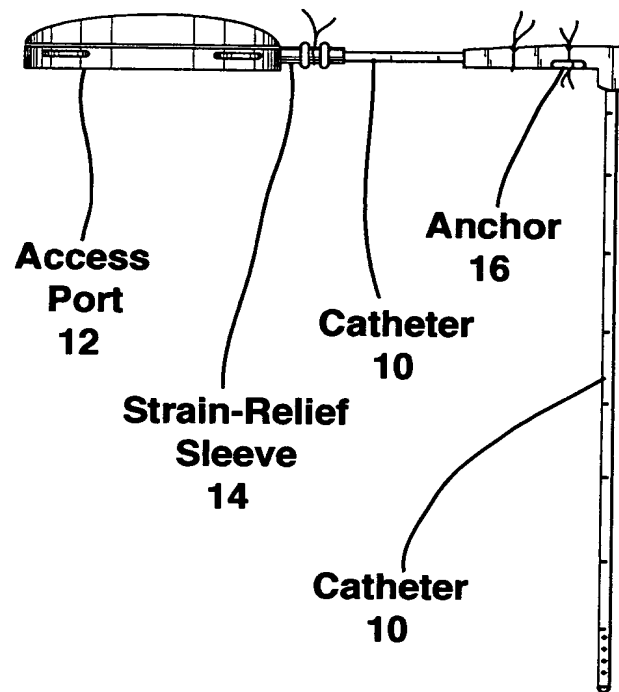 Access
Port
12
Anchor
16
Catheter
10
Strain-Relief
Sleeve
14
Catheter
10